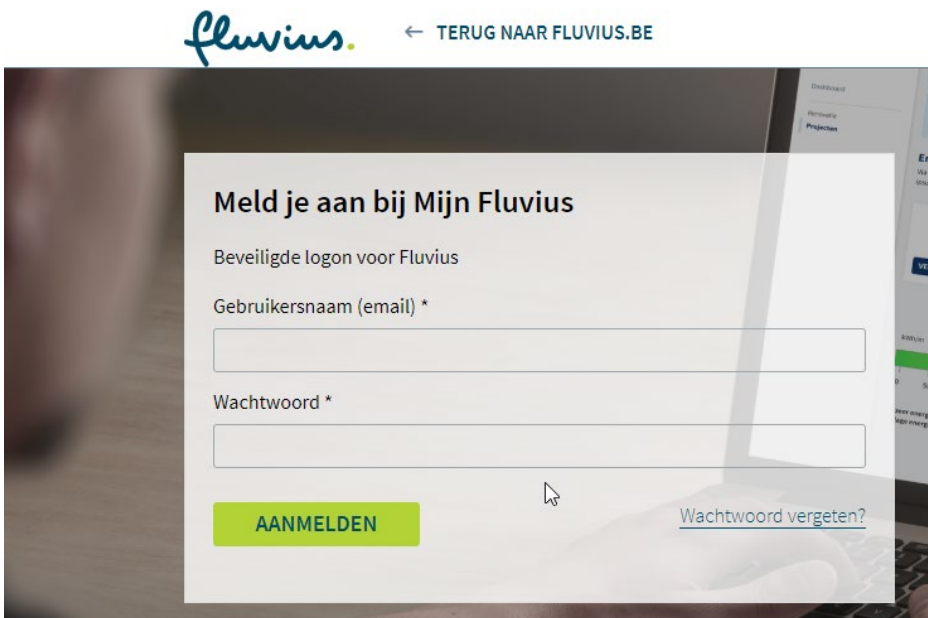 fluvius.
← TERUG NAAR FLUVIUS.BE
Dashboard
Renovatie
Projecten
Meld je aan bij Mijn Fluvius
Beveiligde logon voor Fluvius
Gebruikersnaam (email) *
Wachtwoord *
AANMELDEN
Wachtwoord vergeten?